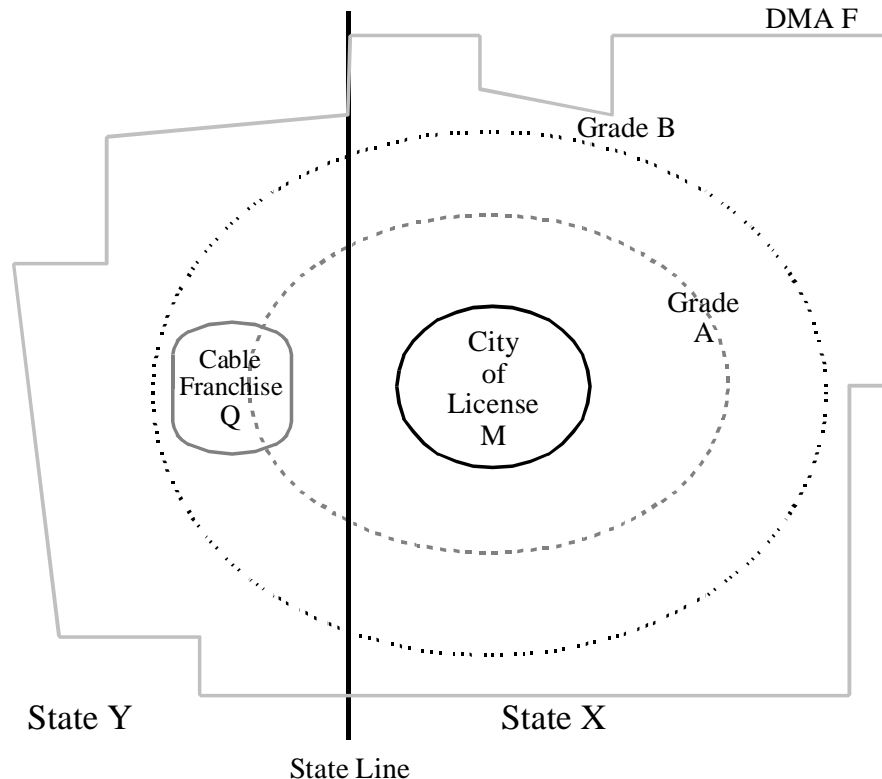 DMA F
Grade B
Grade
A
City
of
License
M
Cable
Franchise
Q
State Y
State X
State Line